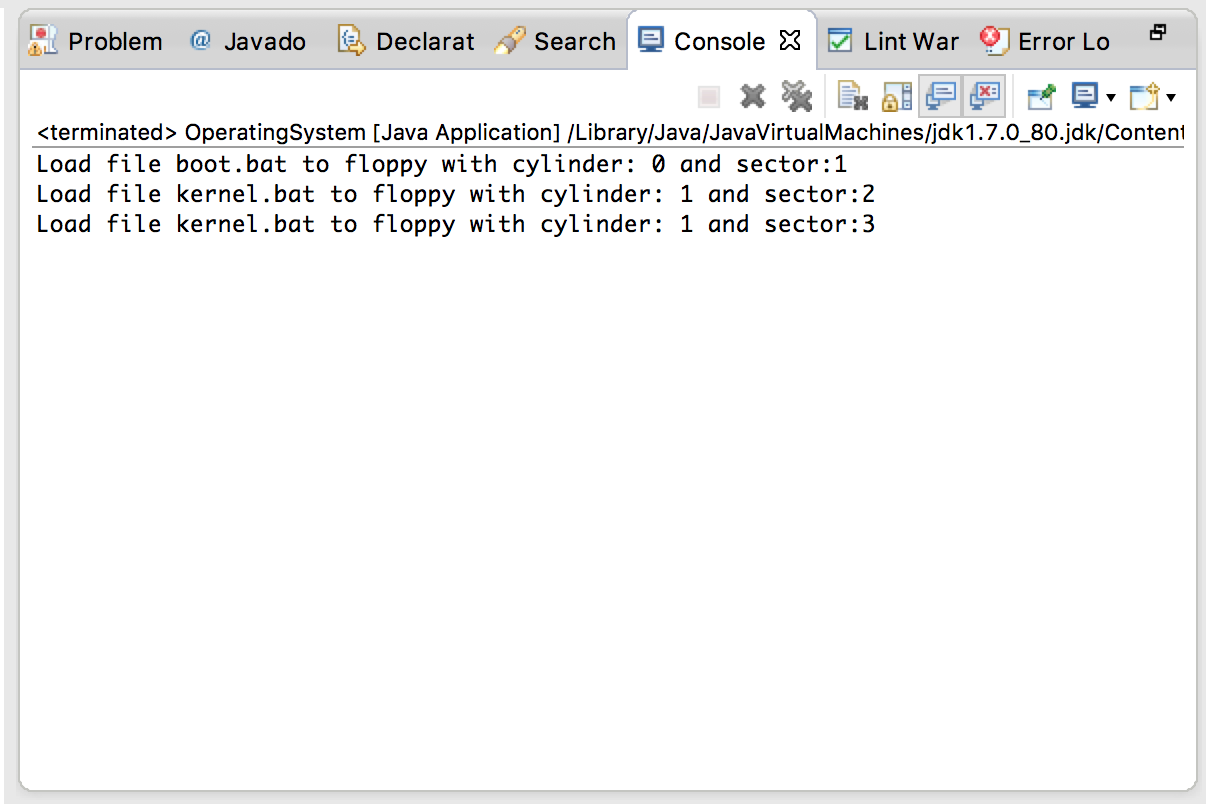 Problem Javado Declarat Search Console Lint War Error Lo
<terminated> OperatingSystem [Java Application] /Library/Java/JavaVirtualMachines/jdk1.7.0_80.jdk/Content
Load file boot.bat to floppy with cylinder: 0 and sector:1
Load file kernel.bat to floppy with cylinder: 1 and sector:2
Load file kernel.bat to floppy with cylinder: 1 and sector:3